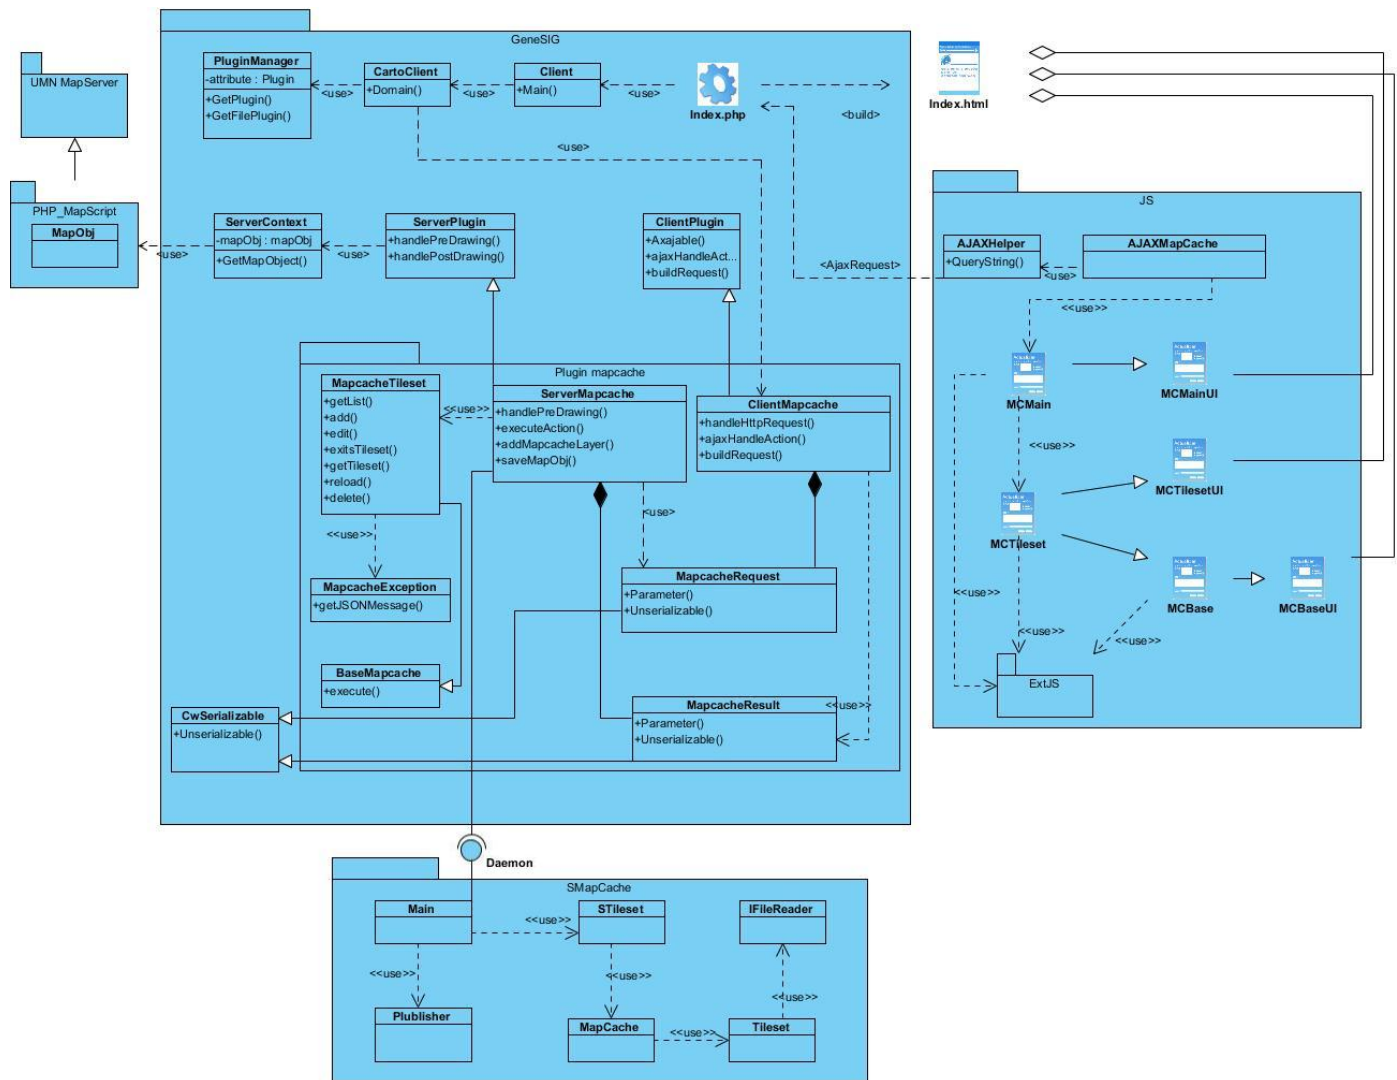 GeneSIG
UMN MapServer
PHP_MapScript
MapObj
PluginManager
-attribute : Plugin
+GetPlugin()
+GetFilePlugin()
<use>
CartoClient
+Domain()
<use>
Client
+Main()
<use>
Index.php
<build>
Index.html
<use>
<use>
ServerContext
-mapObj : mapObj
+GetMapObject()
<use>
ServerPlugin
+handlePreDrawing()
+handlePostDrawing()
ClientPlugin
+Axajable()
+ajaxHandleAct...
+buildRequest()
<AjaxRequest>
JS
AJAXHelper
+QueryString()
<use>
AJAXMapCache
<<use>>
MCMain
MCMainUI
<<use>>
MCTilesetUI
MCTileset
MCBase
MCBaseUI
<<use>>
<<use>>
<<use>>
ExtJS
Plugin mapcache
MapcacheTileset
+getList()
+add()
+edit()
+exitsTileset()
+getTileset()
+reload()
+delete()
<<use>>
ServerMapcache
+handlePreDrawing()
+executeAction()
+addMapcacheLayer()
+saveMapObj()
ClientMapcache
+handleHttpRequest()
+ajaxHandleAction()
+buildRequest()
<use>
<<use>>
MapcacheException
+getJSONMessage()
MapcacheRequest
+Parameter()
+Unserializable()
BaseMapcache
+execute()
CwSerializable
+Unserializable()
MapcacheResult
+Parameter()
+Unserializable()
<<use>>
Daemon
SMapCache
Main
<<use>>
STileset
IFileReader
<<use>>
<<use>>
<<use>>
Plublisher
MapCache
<<use>>
Tileset